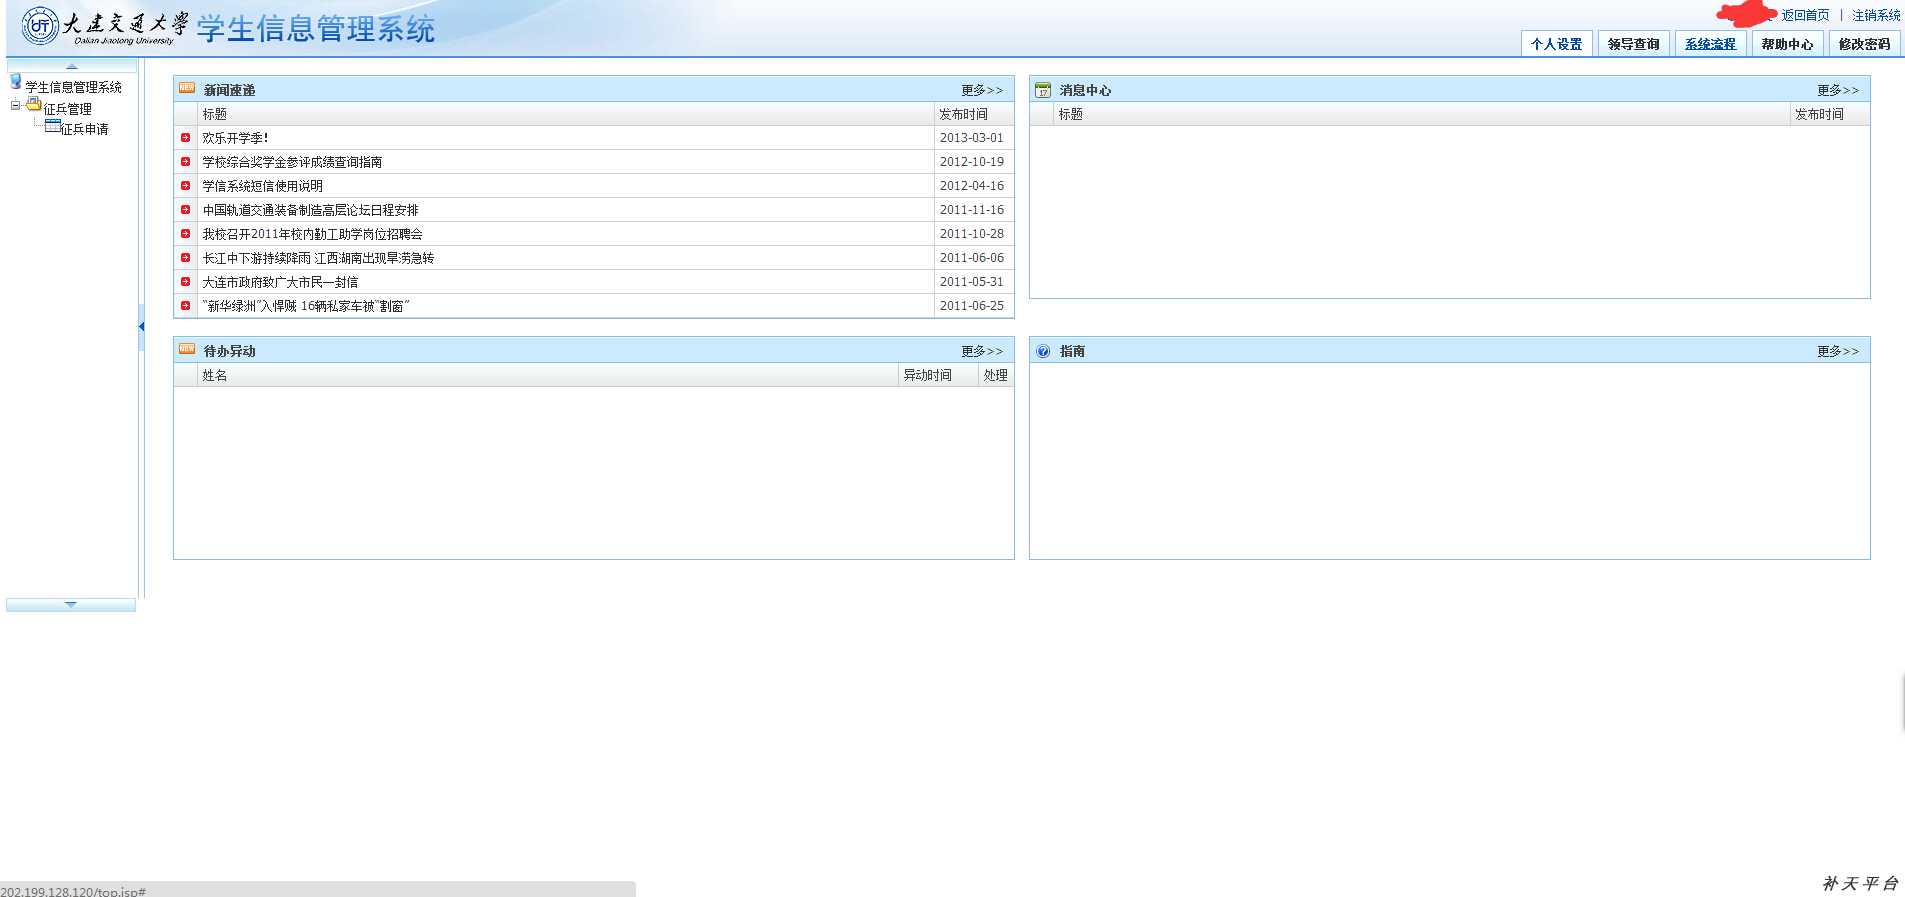 大连交通大学 学生信息管理系统
Dalian Jiaotong University
返回首页 | 注销系统
个人设置 领导查询 系统流程 帮助中心 修改密码
学生信息管理系统
征兵管理
征兵申请
NEW 新闻速递 更多>>
标题 发布时间
欢乐开学季! 2013-03-01
学校综合奖学金参评成绩查询指南 2012-10-19
学信系统短信使用说明 2012-04-16
中国轨道交通装备制造高层论坛日程安排 2011-11-16
我校召开2011年校内勤工助学岗位招聘会 2011-10-28
长江中下游持续降雨 江西湖南出现旱涝急转 2011-06-06
大连市政府致广大市民一封信 2011-05-31
“新华绿洲”入悍贼 16辆私家车被“割窗” 2011-06-25
17 消息中心 更多>>
标题 发布时间
NEW 待办异动 更多>>
姓名 异动时间 处理
? 指南 更多>>
202.199.128.120/top.jsp#
补天平台